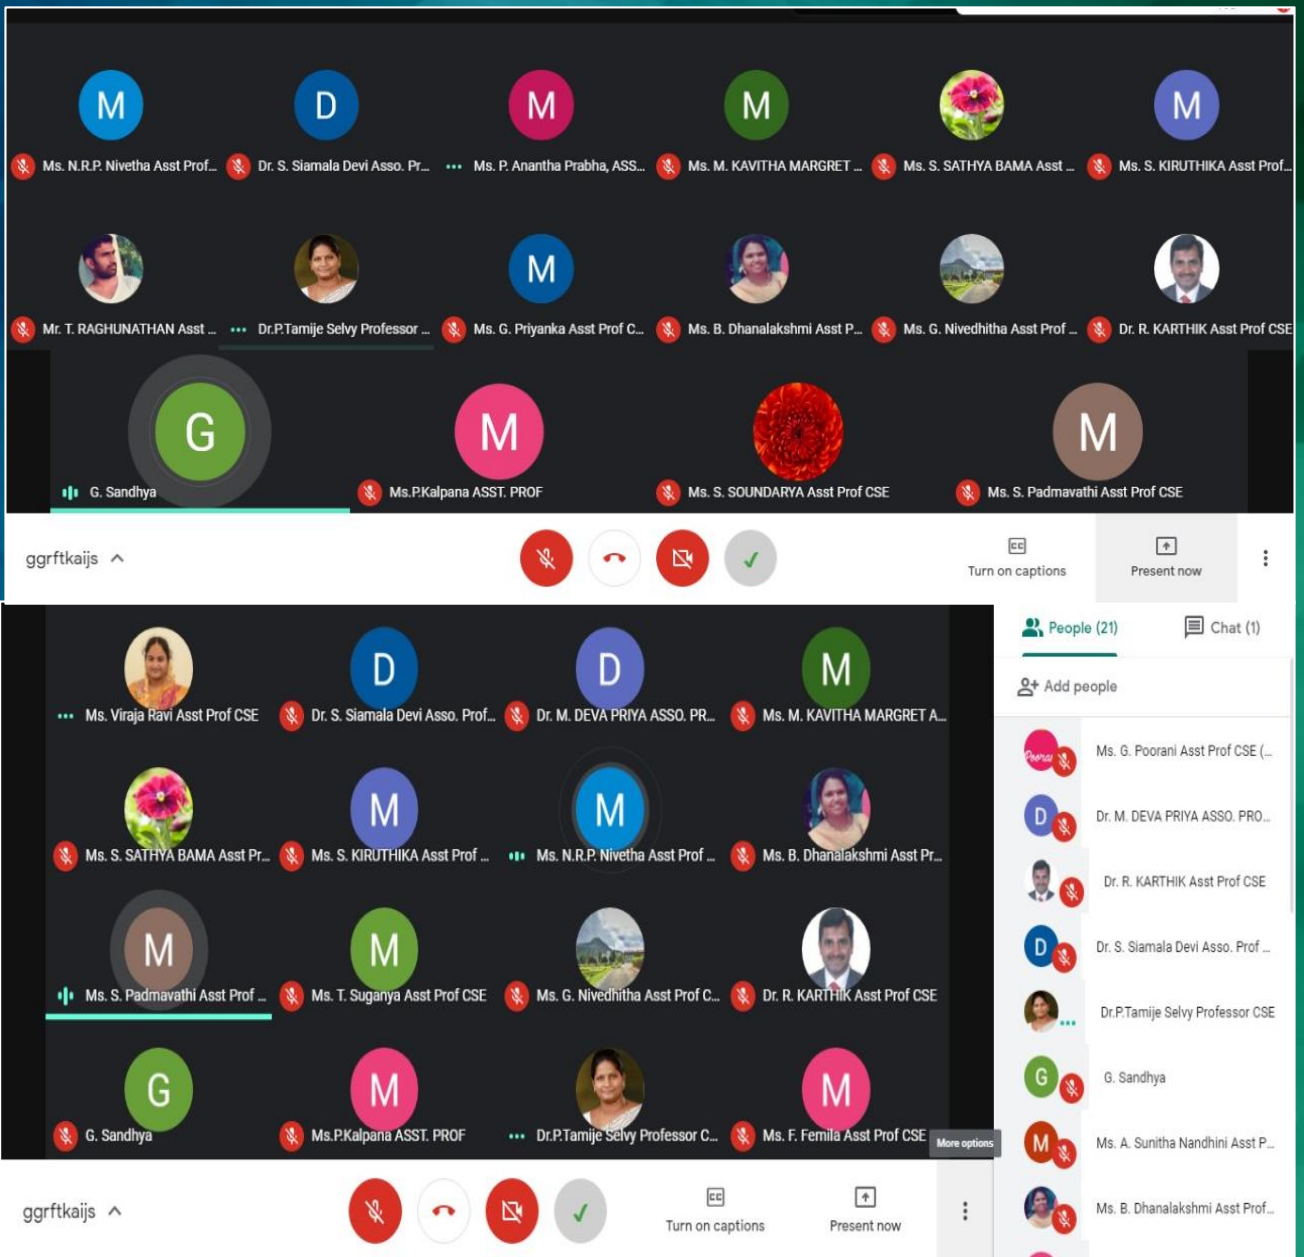 M D M M M
Ms. N.R.P. Nivetha Asst Prof... Dr. S. Siamala Devi Asso. Pr... Ms. P. Anantha Prabha, ASS... Ms. M. KAVITHA MARGRET ... Ms. S. SATHYA BAMA Asst ... Ms. S. KIRUTHIKA Asst Prof...
M
Mr. T. RAGHUNATHAN Asst ... Dr.P.Tamije Selvy Professor ... Ms. G. Priyanka Asst Prof C... Ms. B. Dhanalakshmi Asst P... Ms. G. Nivedhitha Asst Prof ... Dr. R. KARTHIK Asst Prof CSE
G M M
G. Sandhya Ms.P.Kalpana ASST. PROF Ms. S. SOUNDARYA Asst Prof CSE Ms. S. Padmavathi Asst Prof CSE
ggrftkaijs
CC
Turn on captions Present now
D D M
Ms. Viraja Ravi Asst Prof CSE Dr. S. Siamala Devi Asso. Prof... Dr. M. DEVA PRIYA ASSO. PR... Ms. M. KAVITHA MARGRET A...
M M
Ms. S. SATHYA BAMA Asst Pr... Ms. S. KIRUTHIKA Asst Prof ... Ms. N.R.P. Nivetha Asst Prof ... Ms. B. Dhanalakshmi Asst Pr...
M M
Ms. S. Padmavathi Asst Prof ... Ms. T. Suganya Asst Prof CSE Ms. G. Nivedhitha Asst Prof C... Dr. R. KARTHIK Asst Prof CSE
G M M
G. Sandhya Ms.P.Kalpana ASST. PROF Dr.P.Tamije Selvy Professor C... Ms. F. Femila Asst Prof CSE
More options
ggrftkaijs
CC
Turn on captions Present now
People (21) Chat (1)
Add people
Ms. G. Poorani Asst Prof CSE (...
D Dr. M. DEVA PRIYA ASSO. PRO...
Dr. R. KARTHIK Asst Prof CSE
D Dr. S. Siamala Devi Asso. Prof ...
Dr.P.Tamije Selvy Professor CSE
G G. Sandhya
M Ms. A. Sunitha Nandhini Asst P...
Ms. B. Dhanalakshmi Asst Prof...